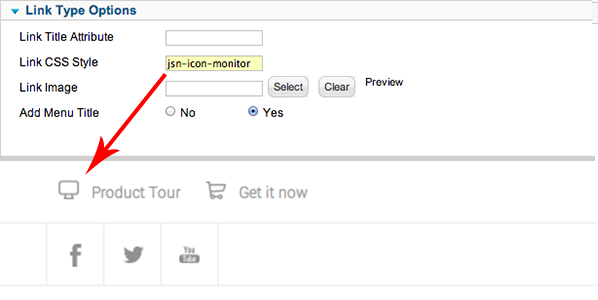 Link Type Options
Link Title Attribute
Link CSS Style jsn-icon-monitor
Link Image Select Clear Preview
Add Menu Title No Yes
Product Tour Get it now
f You Tube